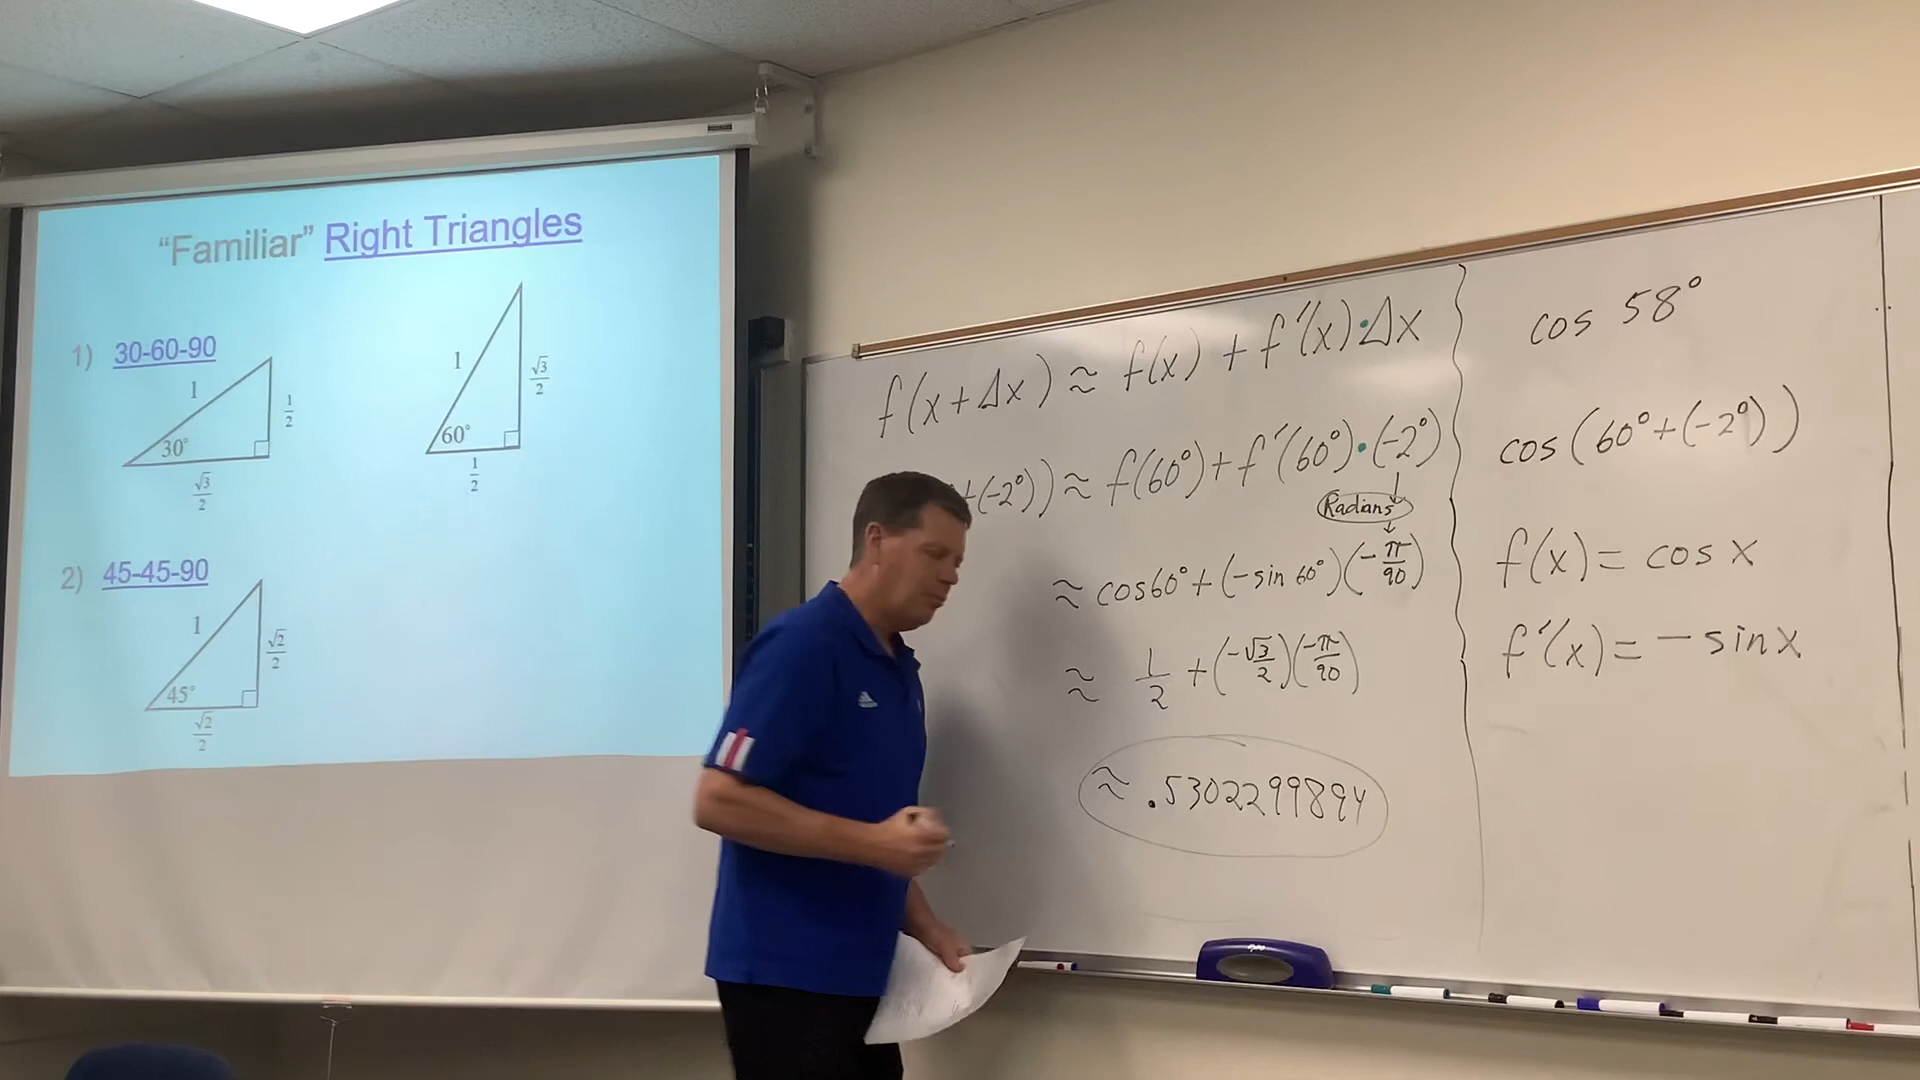 “Familiar” Right Triangles
1) 30-60-90
1
1/2
30°
√3/2
1
√3/2
60°
1/2
2) 45-45-90
1
√2/2
45°
√2/2
f(x+Δx) ≈ f(x) + f'(x)·Δx
+(-2°)) ≈ f(60°) + f'(60°)·(-2°)
Radians
≈ cos60° + (-sin 60°)(-π/90)
≈ 1/2 + (-√3/2)(-π/90)
≈ .5302299894
cos 58°
cos(60°+(-2°))
f(x) = cos x
f'(x) = -sin x
expo